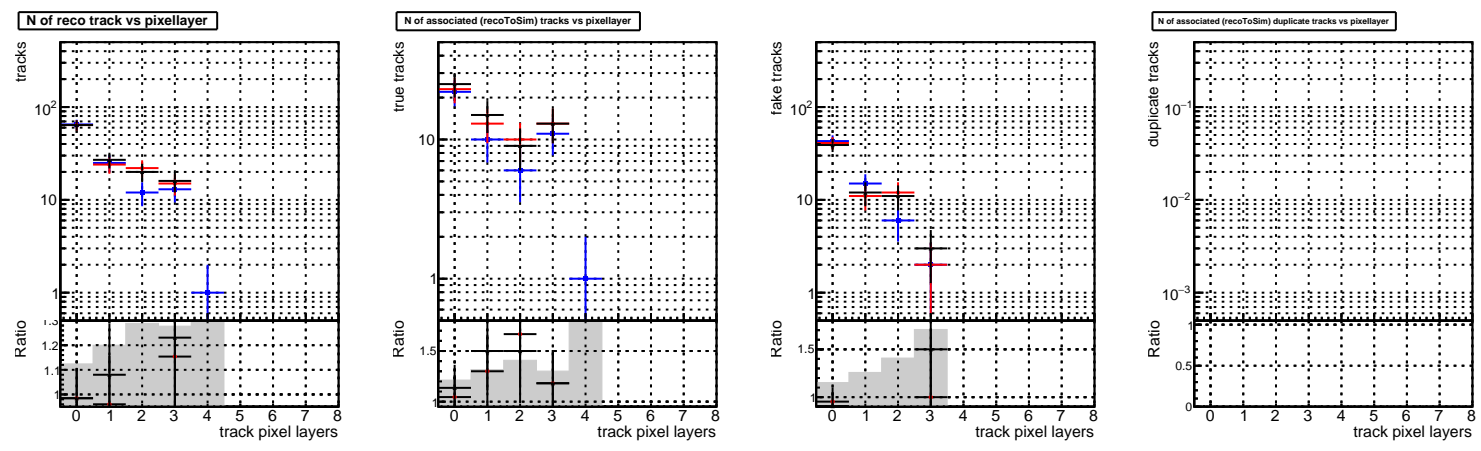 N of reco track vs pixellayer
tracks
10²
10
1
Ratio
1.3
1.2
1.1
1
0 1 2 3 4 5 6 7 8
track pixel layers
N of associated (recoToSim) tracks vs pixellayer
true tracks
10
1
Ratio
1.5
1
0 1 2 3 4 5 6 7 8
track pixel layers
fake tracks
10²
10
1
Ratio
1.5
1
0 1 2 3 4 5 6 7 8
track pixel layers
N of associated (recoToSim) duplicate tracks vs pixellayer
duplicate tracks
10⁻¹
10⁻²
10⁻³
Ratio
1
0.5
0
0 1 2 3 4 5 6 7 8
track pixel layers